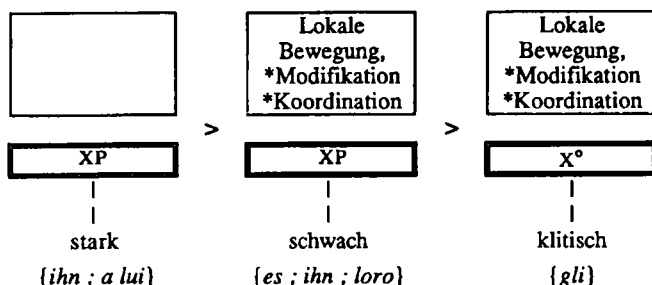 Lokale Lokale
Bewegung, Bewegung,
*Modifikation *Modifikation
*Koordination *Koordination
> >
XP XP X°
stark schwach klitisch
{ihn ; a lui} {es ; ihn ; loro} {gli}